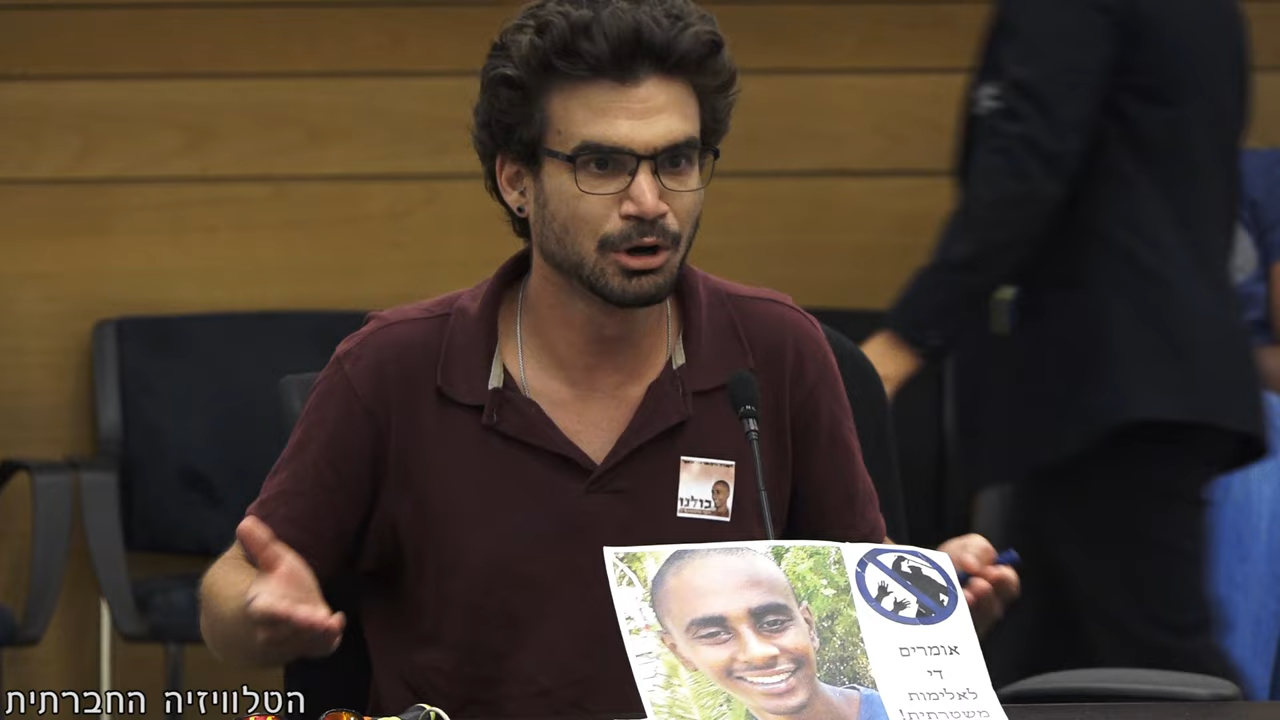 כולנו
אומרים
די
לאלימות
משטרתית!
הטלוויזיה החברתית